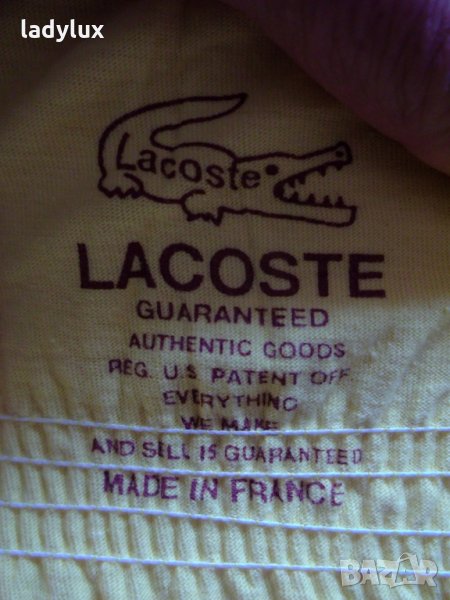 ladylux
Lacoste
LACOSTE
GUARANTEED
AUTHENTIC GOODS
REG. U.S PATENT OFF.
EVERYTHING
WE MAKE
AND SELL IS GUARANTEED
MADE IN FRANCE
BAZAR